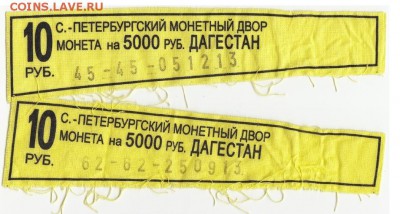 СОИНS.LAVE.RU
10 РУБ.
С.-ПЕТЕРБУРГСКИЙ МОНЕТНЫЙ ДВОР
МОНЕТА на 5000 РУБ. ДАГЕСТАН
45-45-051213
10 РУБ.
С.-ПЕТЕРБУРГСКИЙ МОНЕТНЫЙ ДВОР
МОНЕТА на 5000 РУБ. ДАГЕСТАН
62-62-250913